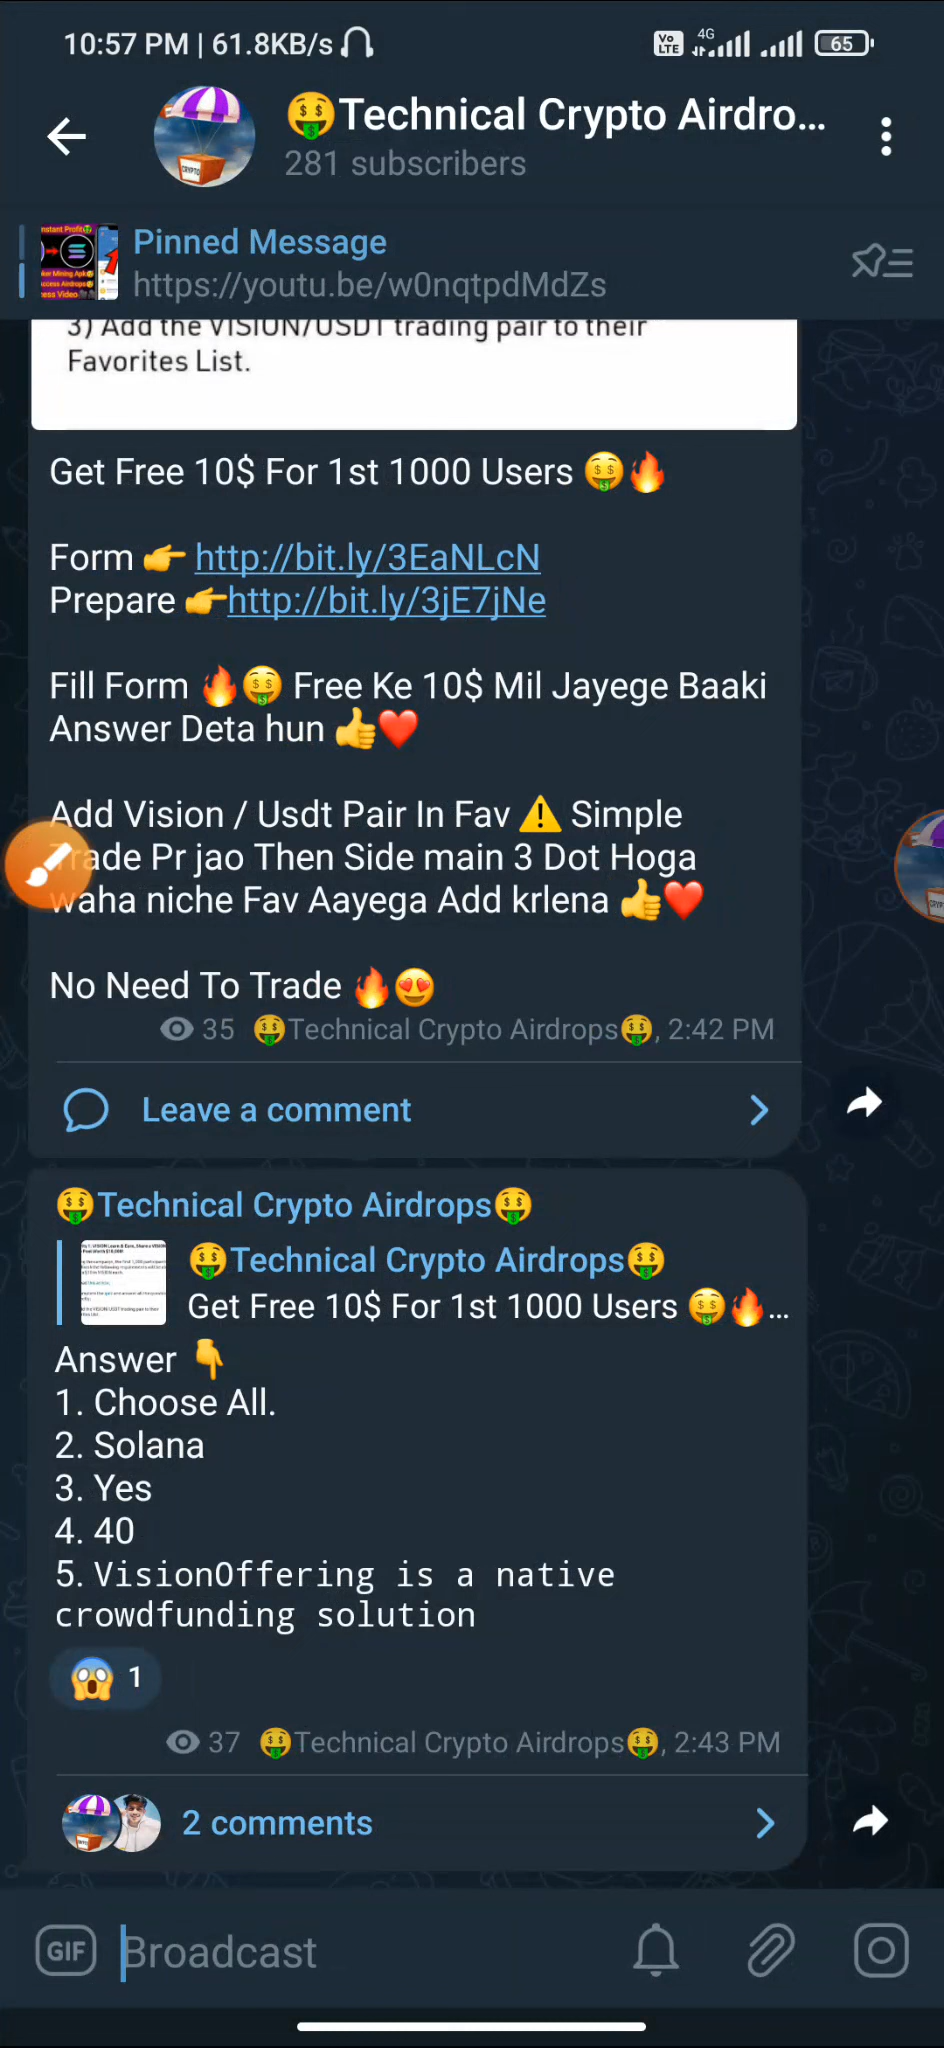 10:57 PM | 61.8KB/s
Vo LTE 4G 65
🤑Technical Crypto Airdro...
281 subscribers
Pinned Message
https://youtu.be/w0nqtpdMdZs
3) Add the VISION/USDT trading pair to their
Favorites List.
Get Free 10$ For 1st 1000 Users 🤑🔥
Form 👉 http://bit.ly/3EaNLcN
Prepare 👉http://bit.ly/3jE7jNe
Fill Form 🔥🤑 Free Ke 10$ Mil Jayege Baaki
Answer Deta hun 👍❤️
Add Vision / Usdt Pair In Fav ⚠️ Simple
Trade Pr jao Then Side main 3 Dot Hoga
waha niche Fav Aayega Add krlena 👍❤️
No Need To Trade 🔥😍
35 🤑Technical Crypto Airdrops🤑, 2:42 PM
Leave a comment
🤑Technical Crypto Airdrops🤑
🤑Technical Crypto Airdrops🤑
Get Free 10$ For 1st 1000 Users 🤑🔥...
Answer 👇
1. Choose All.
2. Solana
3. Yes
4. 40
5. VisionOffering is a native
crowdfunding solution
😱 1
37 🤑Technical Crypto Airdrops🤑, 2:43 PM
2 comments
GIF Broadcast